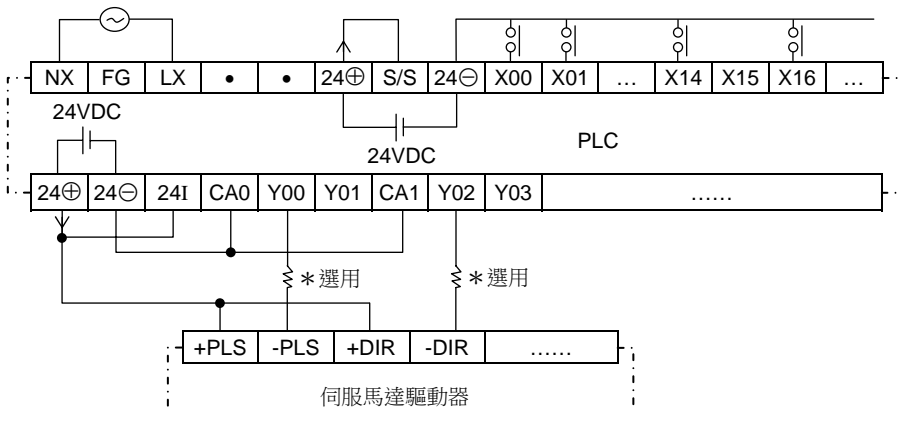 NX FG LX • • 24⊕ S/S 24⊖ X00 X01 … X14 X15 X16 …
24VDC
24VDC
PLC
24⊕ 24⊖ 24I CA0 Y00 Y01 CA1 Y02 Y03 ……
＊選用 ＊選用
+PLS -PLS +DIR -DIR ……
伺服馬達驅動器